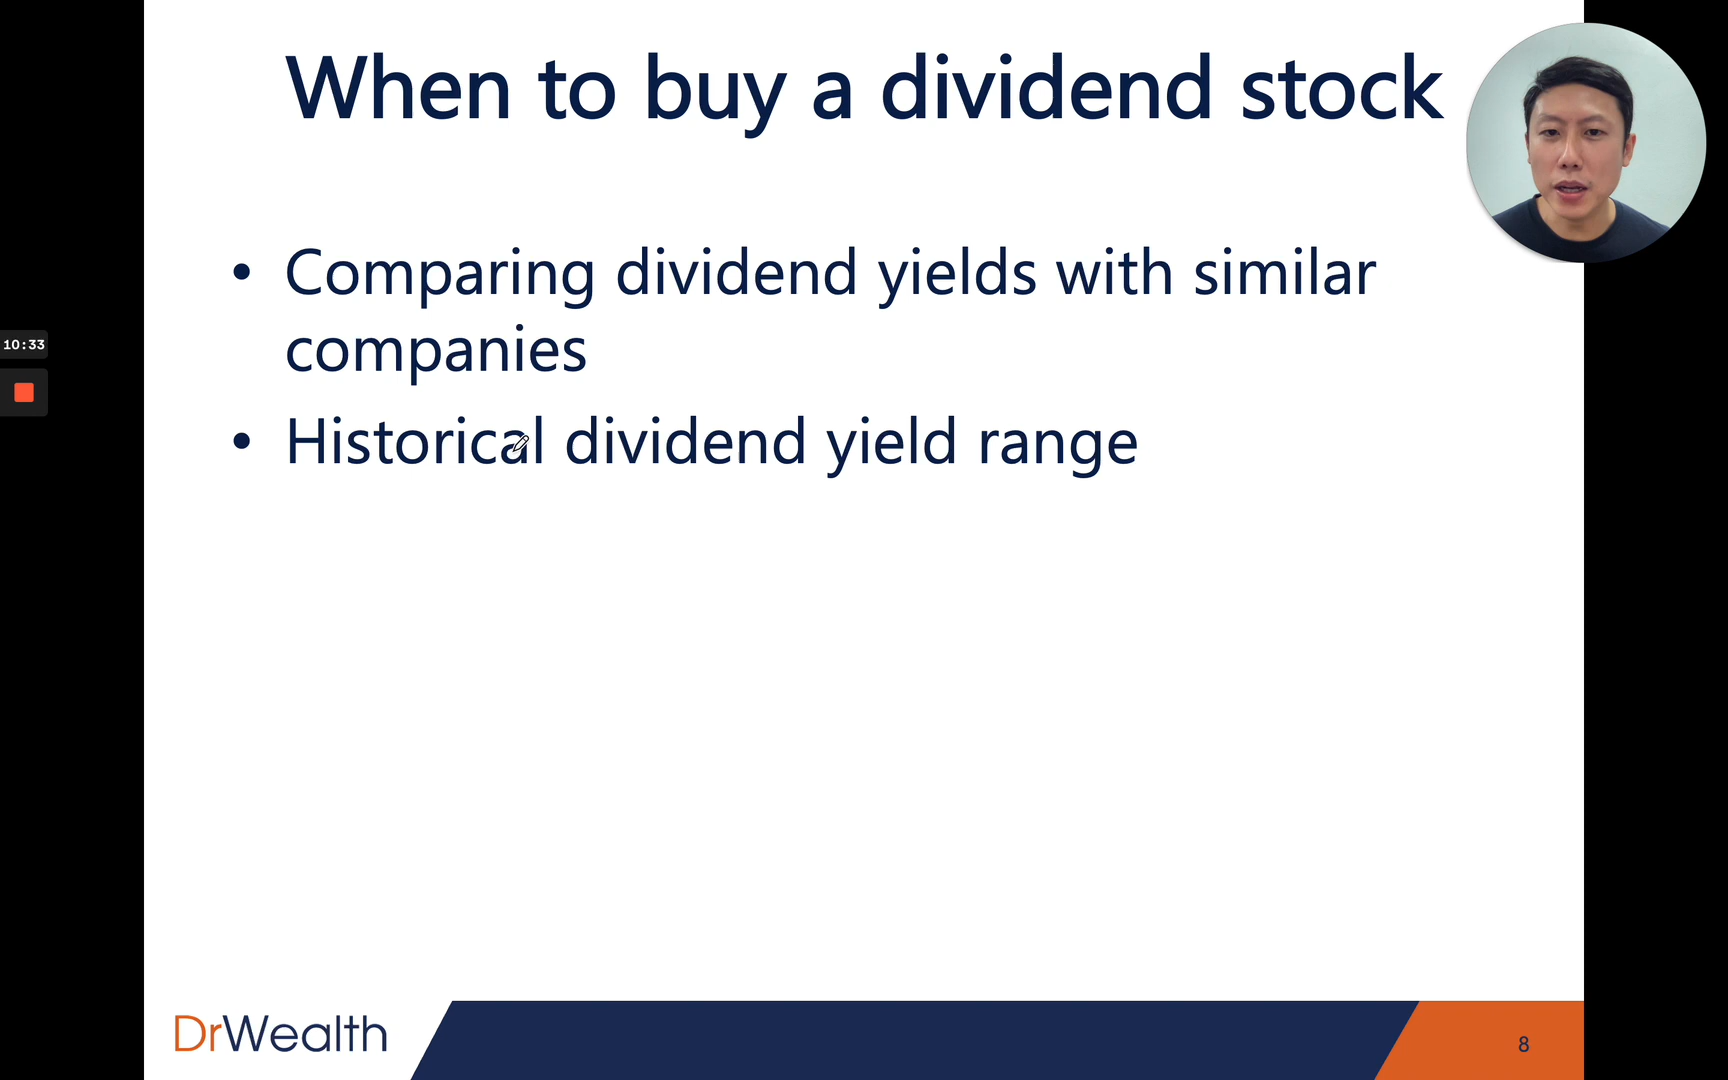 When to buy a dividend stock
• Comparing dividend yields with similar
companies
10:33
• Historical dividend yield range
DrWealth
8